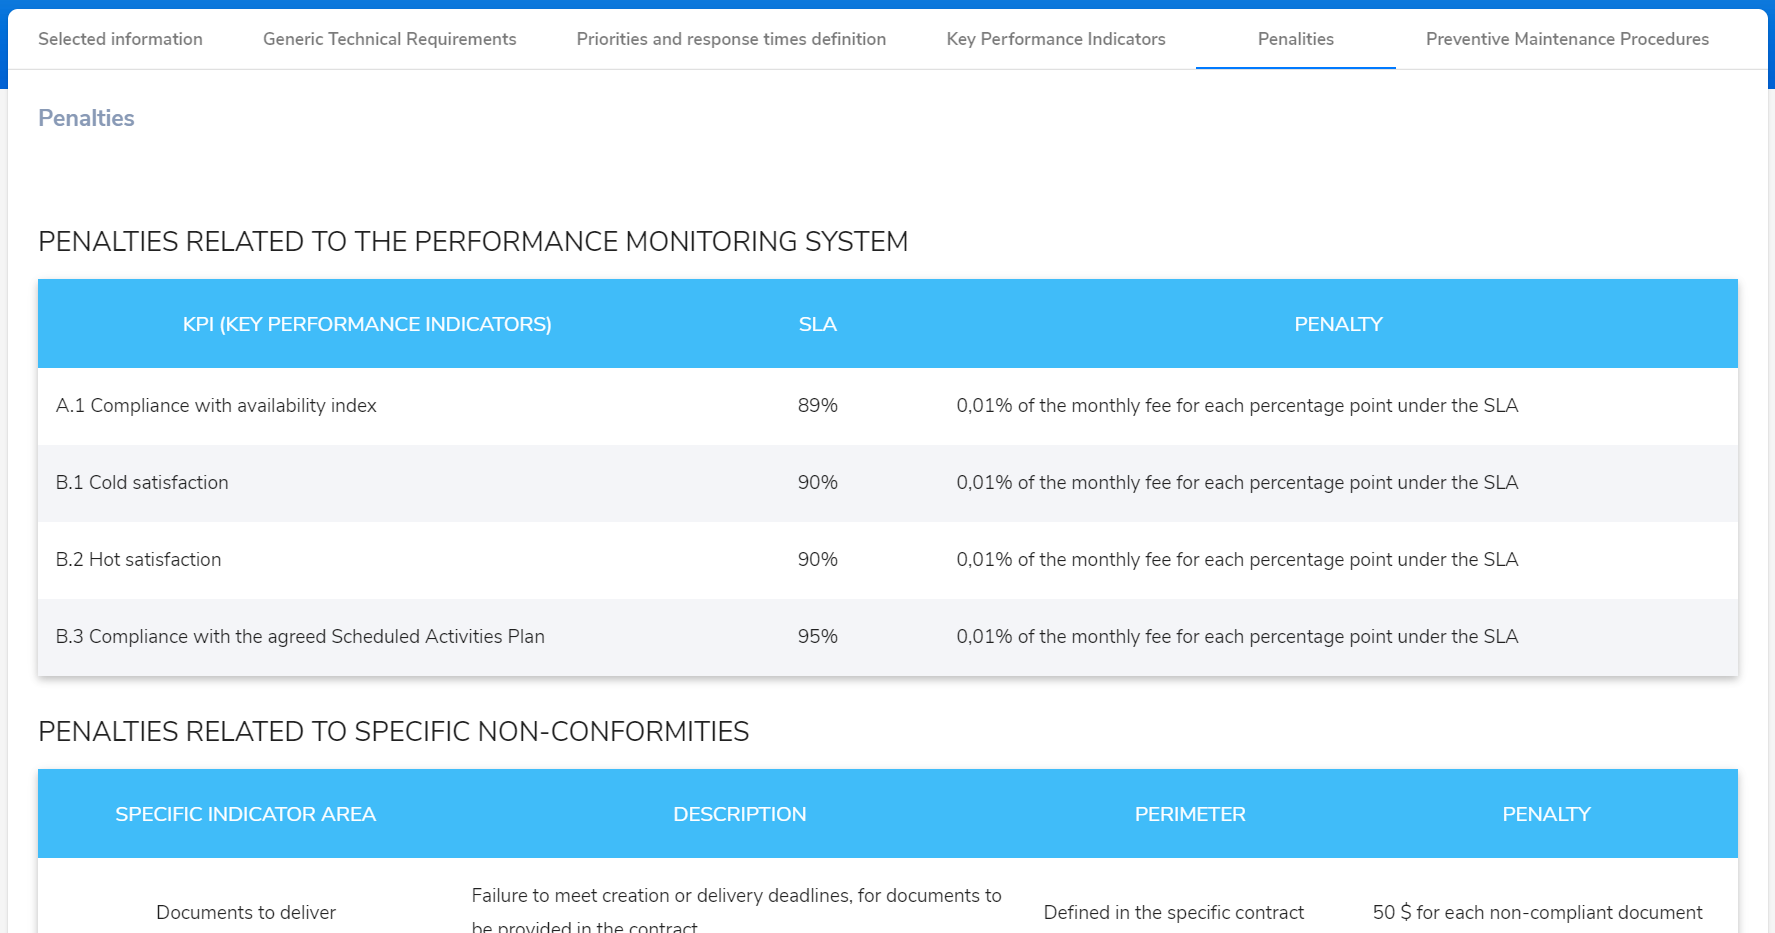 Selected information
Generic Technical Requirements
Priorities and response times definition
Key Performance Indicators
Penalities
Preventive Maintenance Procedures
Penalties
PENALTIES RELATED TO THE PERFORMANCE MONITORING SYSTEM
KPI (KEY PERFORMANCE INDICATORS) SLA PENALTY
A.1 Compliance with availability index 89% 0,01% of the monthly fee for each percentage point under the SLA
B.1 Cold satisfaction 90% 0,01% of the monthly fee for each percentage point under the SLA
B.2 Hot satisfaction 90% 0,01% of the monthly fee for each percentage point under the SLA
B.3 Compliance with the agreed Scheduled Activities Plan 95% 0,01% of the monthly fee for each percentage point under the SLA
PENALTIES RELATED TO SPECIFIC NON-CONFORMITIES
SPECIFIC INDICATOR AREA DESCRIPTION PERIMETER PENALTY
Documents to deliver
Failure to meet creation or delivery deadlines, for documents to
be provided in the contract
Defined in the specific contract
50 $ for each non-compliant document